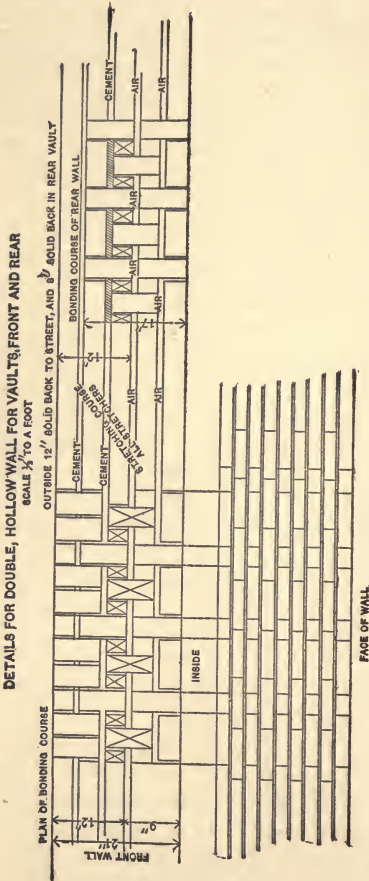 DETAILS FOR DOUBLE, HOLLOW WALL FOR VAULTS, FRONT AND REAR
SCALE ½" TO A FOOT
OUTSIDE 12" SOLID BACK TO STREET, AND 8" SOLID BACK IN REAR VAULT
PLAN OF BONDING COURSE
BONDING COURSE OF REAR WALL
CEMENT
CEMENT
CEMENT
STRETCHING COURSE
ALL STRETCHERS
AIR
AIR
AIR
AIR
AIR
AIR
AIR
12"
17"
12"
21"
9"
FRONT WALL
INSIDE
FACE OF WALL